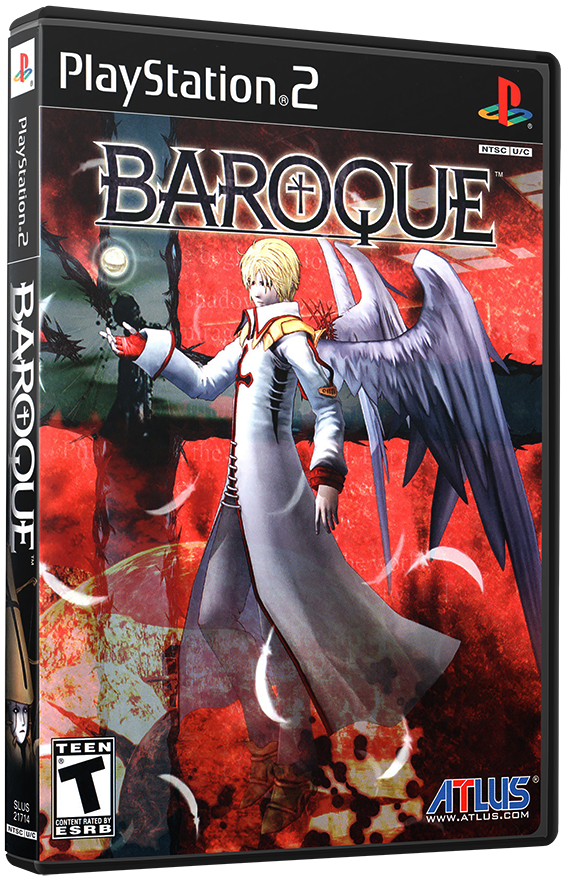 PlayStation®2
NTSC U/C
BAROQUE™
TEEN
T
CONTENT RATED BY
ESRB
ATLUS®
WWW.ATLUS.COM
PlayStation®2
BAROQUE™
SLUS
21714
NTSC U/C